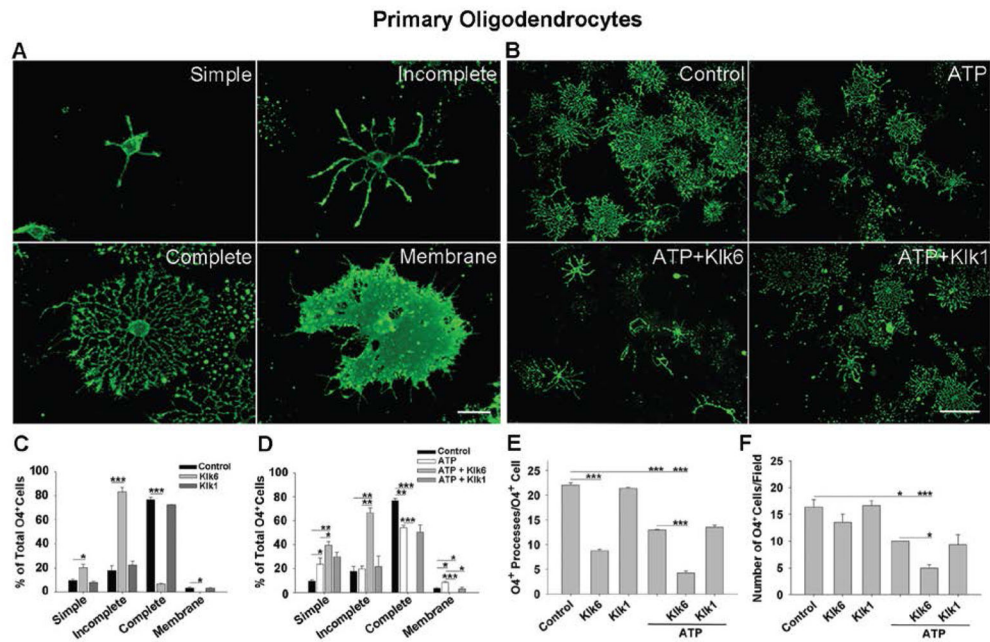 Primary Oligodendrocytes
A
B
Simple
Incomplete
Control
ATP
Complete
Membrane
ATP+Klk6
ATP+Klk1
C
D
E
F
% of Total O4+Cells
100
80
60
40
20
0
Control
Klk6
Klk1
*
***
***
*
Simple
Incomplete
Complete
Membrane
% of Total O4+Cells
100
80
60
40
20
0
Control
ATP
ATP + Klk6
ATP + Klk1
**
*
*
**
**
***
**
***
*
*
*
***
Simple
Incomplete
Complete
Membrane
O4+ Processes/O4+ Cell
25
20
15
10
5
0
***
*** ***
***
Control
Klk6
Klk1
Klk6
Klk1
ATP
Number of O4+ Cells/Field
25
20
15
10
5
0
* ***
*
Control
Klk6
Klk1
Klk6
Klk1
ATP